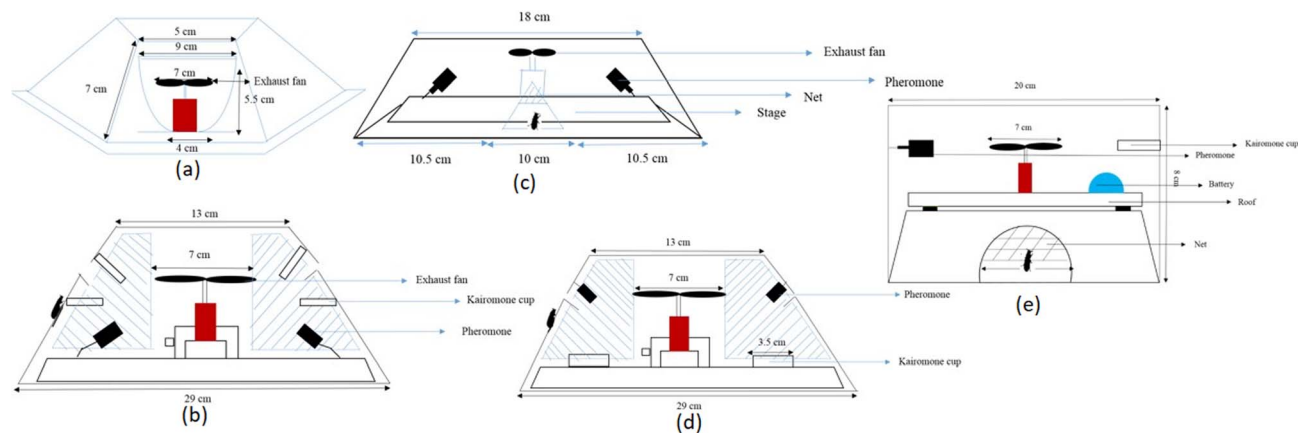 5 cm
9 cm
7 cm
Exhaust fan
7 cm
5.5 cm
4 cm
(a)
18 cm
Exhaust fan
Pheromone
Net
Stage
10.5 cm
10 cm
10.5 cm
(c)
13 cm
7 cm
Exhaust fan
Kairomone cup
Pheromone
29 cm
(b)
13 cm
7 cm
Pheromone
3.5 cm
Kairomone cup
29 cm
(d)
20 cm
7 cm
Kairomone cup
Pheromone
8 cm
Battery
Roof
Net
(e)